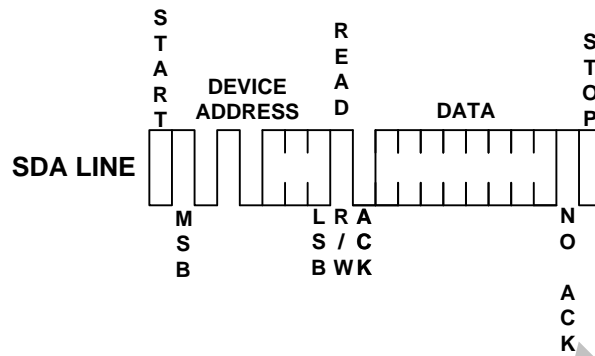 START
DEVICE
ADDRESS
READ
DATA
STOP
SDA LINE
MSB
LSB
R/W
ACK
NO ACK